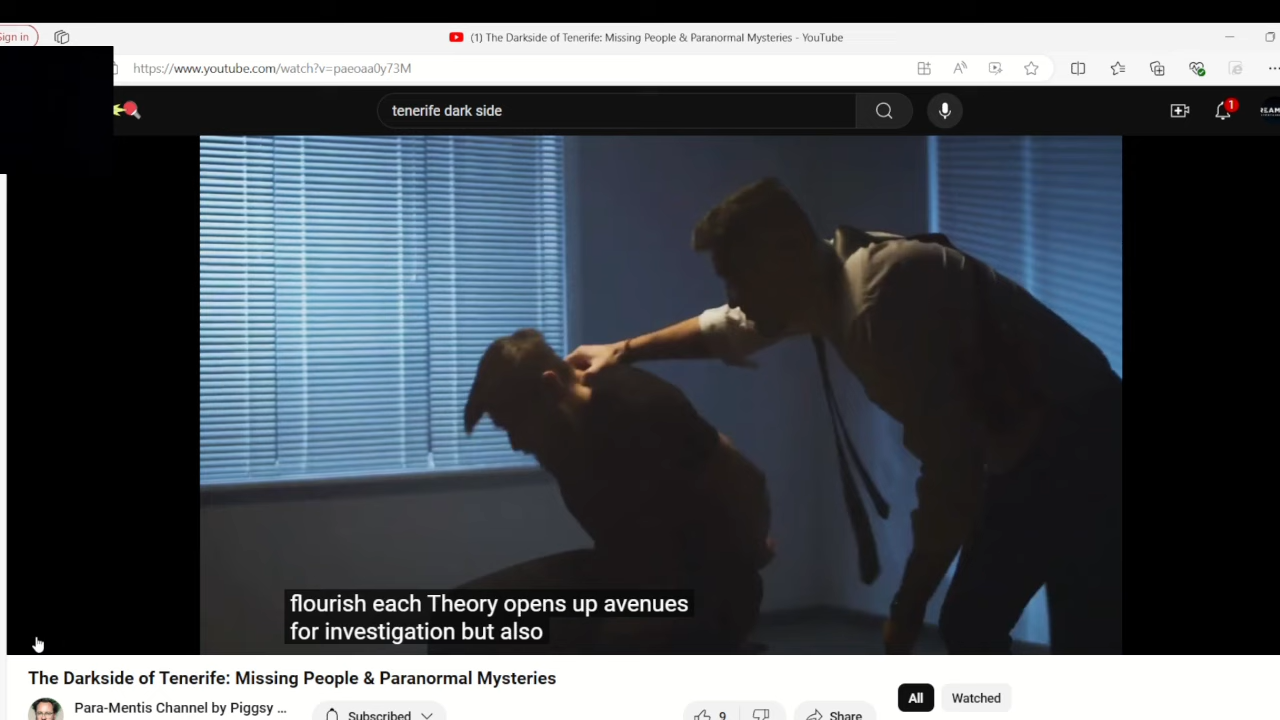 Sign in
(1) The Darkside of Tenerife: Missing People & Paranormal Mysteries - YouTube
https://www.youtube.com/watch?v=paeoaa0y73M
tenerife dark side
1
flourish each Theory opens up avenues
for investigation but also
The Darkside of Tenerife: Missing People & Paranormal Mysteries
All
Watched
Para-Mentis Channel by Piggsy ...
Subscribed
9
Share